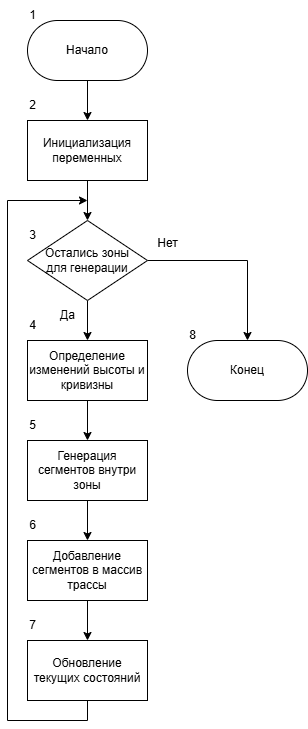 1
Начало
2
Инициализация
переменных
3
Остались зоны
для генерации
Нет
Да
4
Определение
изменений высоты и
кривизны
8
Конец
5
Генерация
сегментов внутри
зоны
6
Добавление
сегментов в массив
трассы
7
Обновление
текущих состояний